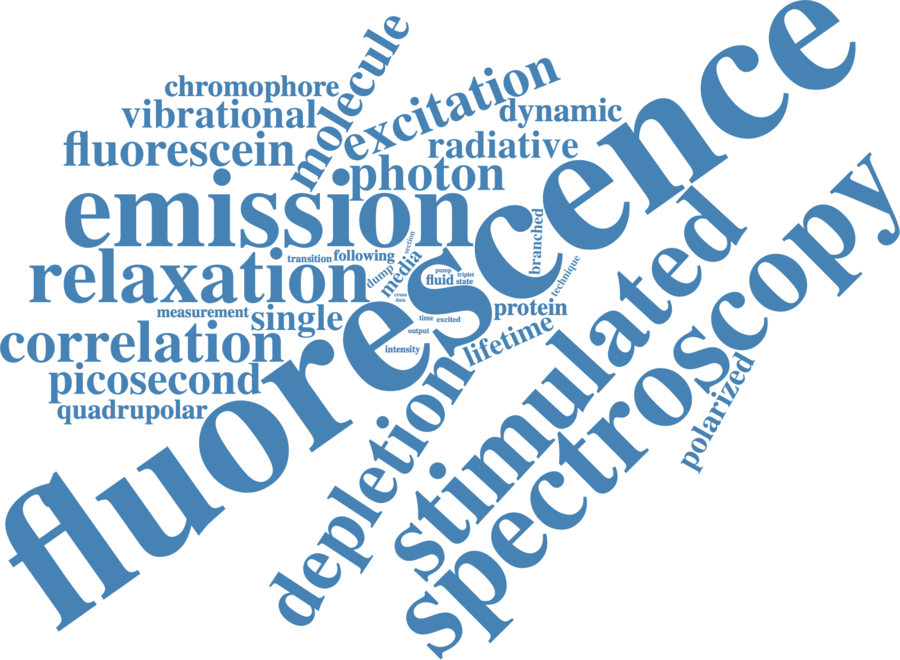 fluorescence
spectroscopy
stimulated
emission
relaxation
depletion
correlation
excitation
molecule
photon
fluorescein
vibrational
chromophore
dynamic
radiative
picosecond
quadrupolar
single
measurement
lifetime
protein
polarized
branched
technique
transition
following
media
dump
section
pump
fluid
triplet
state
cross
data
time
excited
output
intensity